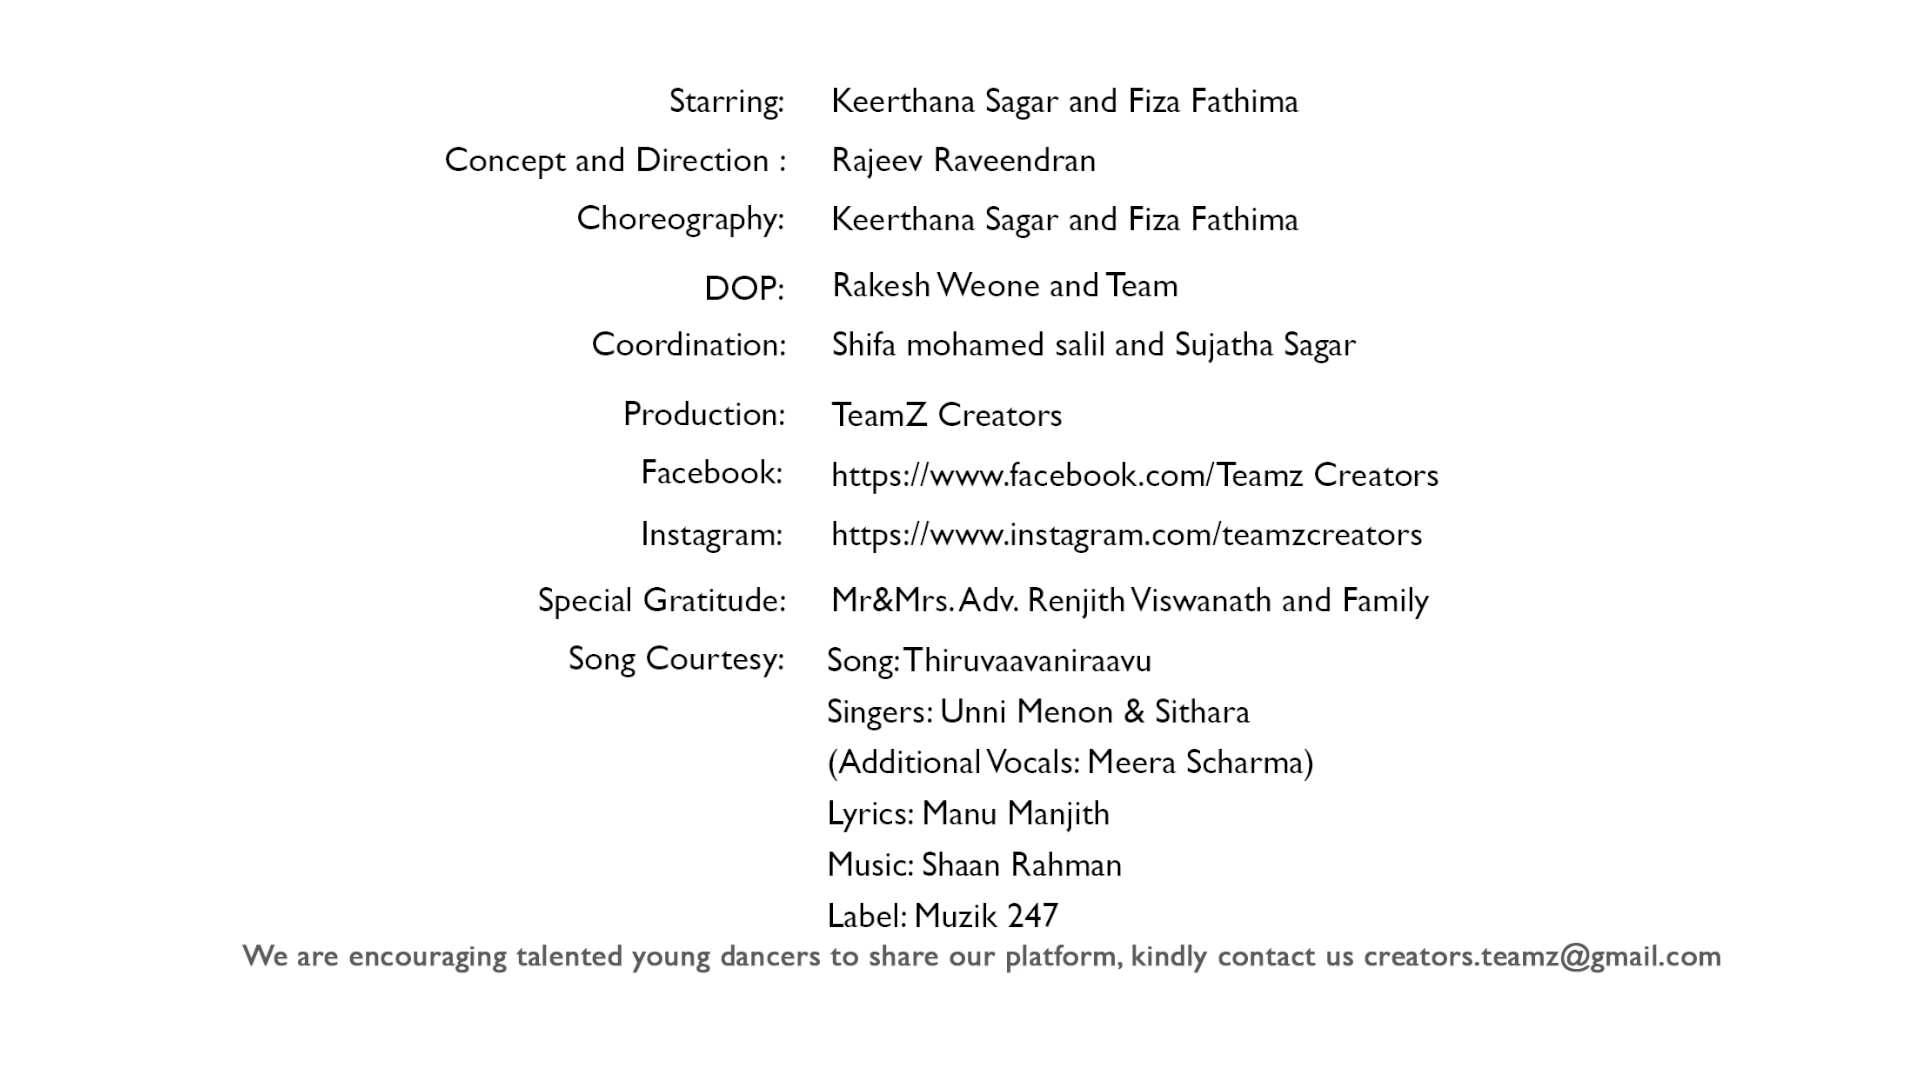 Starring: Keerthana Sagar and Fiza Fathima
Concept and Direction : Rajeev Raveendran
Choreography: Keerthana Sagar and Fiza Fathima
DOP: Rakesh Weone and Team
Coordination: Shifa mohamed salil and Sujatha Sagar
Production: TeamZ Creators
Facebook: https://www.facebook.com/Teamz Creators
Instagram: https://www.instagram.com/teamzcreators
Special Gratitude: Mr&Mrs. Adv. Renjith Viswanath and Family
Song Courtesy: Song: Thiruvaavaniraavu
Singers: Unni Menon & Sithara
(Additional Vocals: Meera Scharma)
Lyrics: Manu Manjith
Music: Shaan Rahman
Label: Muzik 247
We are encouraging talented young dancers to share our platform, kindly contact us creators.teamz@gmail.com